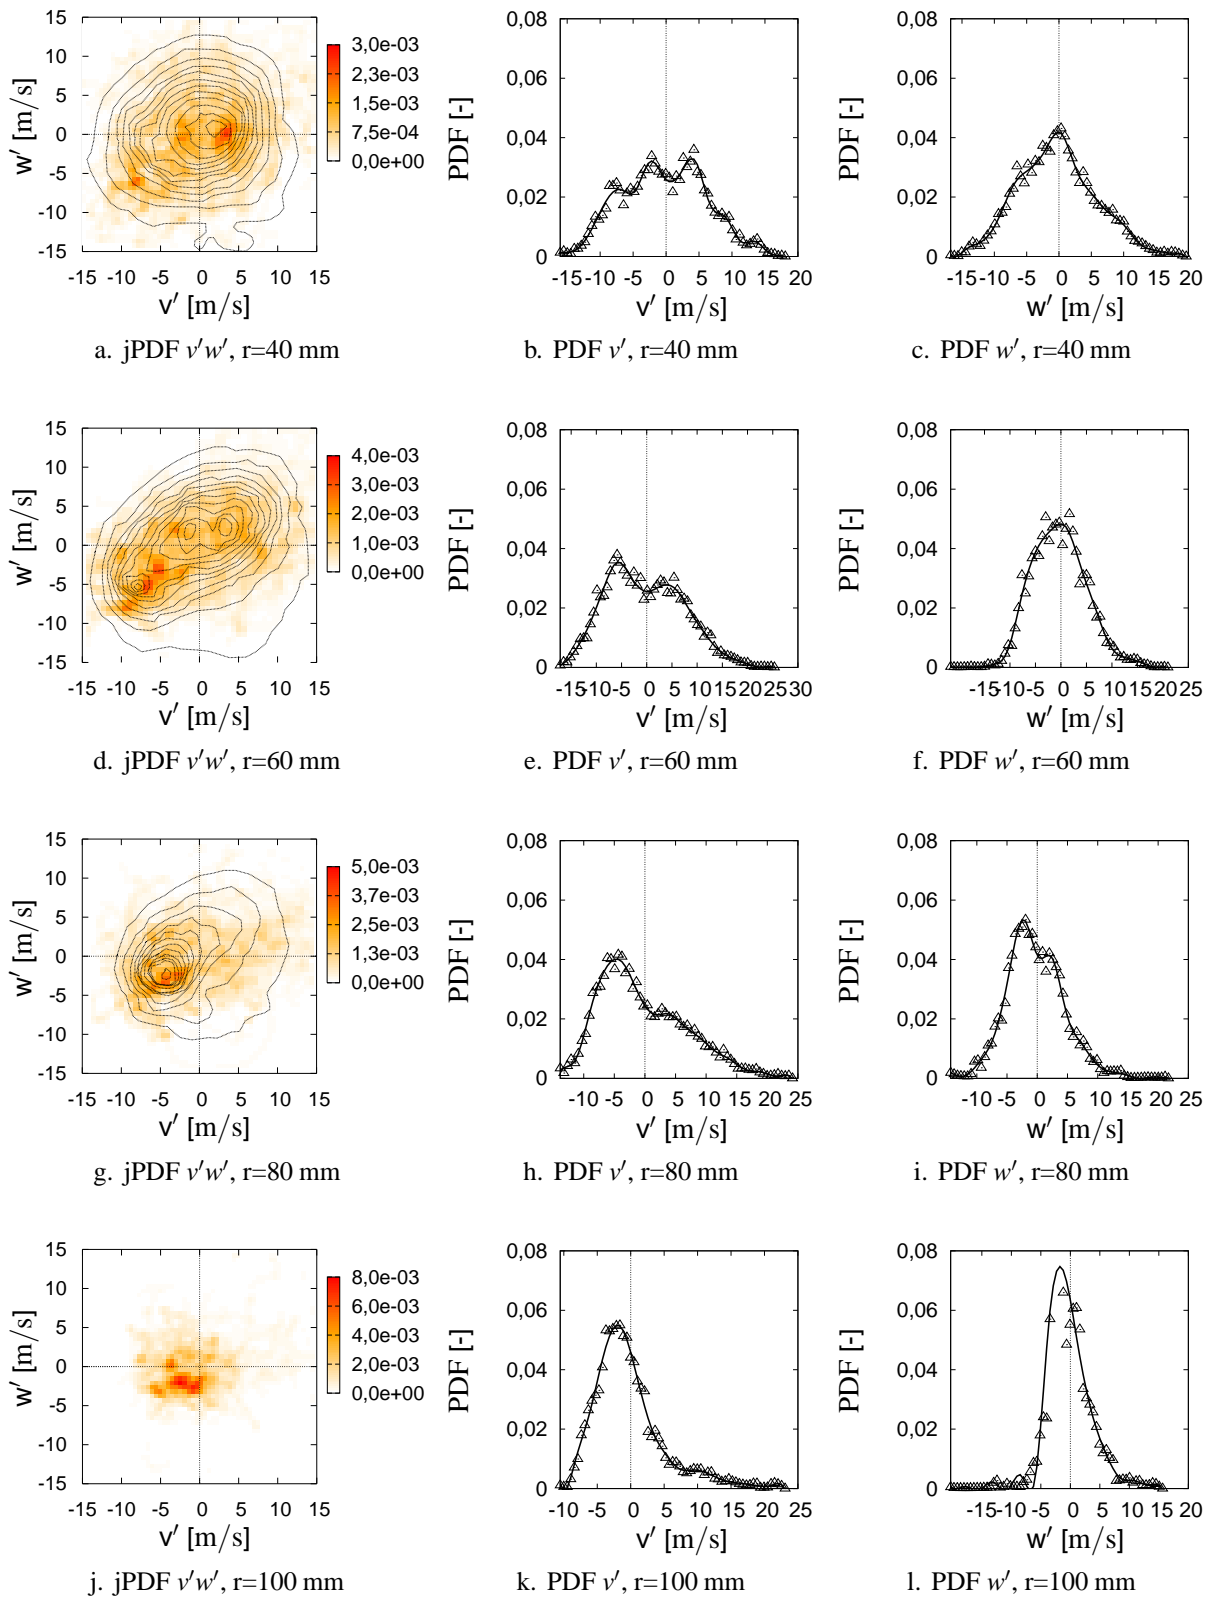 15
10
5
0
-5
-10
-15
-15 -10 -5 0 5 10 15
w′ [m/s]
v′ [m/s]
3,0e-03
2,3e-03
1,5e-03
7,5e-04
0,0e+00
a. jPDF v′w′, r=40 mm
0,08
0,06
0,04
0,02
0
PDF [-]
-15 -10 -5 0 5 10 15 20
v′ [m/s]
b. PDF v′, r=40 mm
0,08
0,06
0,04
0,02
0
PDF [-]
-15 -10 -5 0 5 10 15 20
w′ [m/s]
c. PDF w′, r=40 mm
15
10
5
0
-5
-10
-15
-15 -10 -5 0 5 10 15
w′ [m/s]
v′ [m/s]
4,0e-03
3,0e-03
2,0e-03
1,0e-03
0,0e+00
d. jPDF v′w′, r=60 mm
0,08
0,06
0,04
0,02
0
PDF [-]
-15 -10 -5 0 5 10 15 20 25 30
v′ [m/s]
e. PDF v′, r=60 mm
0,08
0,06
0,04
0,02
0
PDF [-]
-15 -10 -5 0 5 10 15 20 25
w′ [m/s]
f. PDF w′, r=60 mm
15
10
5
0
-5
-10
-15
-15 -10 -5 0 5 10 15
w′ [m/s]
v′ [m/s]
5,0e-03
3,7e-03
2,5e-03
1,3e-03
0,0e+00
g. jPDF v′w′, r=80 mm
0,08
0,06
0,04
0,02
0
PDF [-]
-10 -5 0 5 10 15 20 25
v′ [m/s]
h. PDF v′, r=80 mm
0,08
0,06
0,04
0,02
0
PDF [-]
-10 -5 0 5 10 15 20 25
w′ [m/s]
i. PDF w′, r=80 mm
15
10
5
0
-5
-10
-15
-15 -10 -5 0 5 10 15
w′ [m/s]
v′ [m/s]
8,0e-03
6,0e-03
4,0e-03
2,0e-03
0,0e+00
j. jPDF v′w′, r=100 mm
0,08
0,06
0,04
0,02
0
PDF [-]
-10 -5 0 5 10 15 20 25
v′ [m/s]
k. PDF v′, r=100 mm
0,08
0,06
0,04
0,02
0
PDF [-]
-15 -10 -5 0 5 10 15 20
w′ [m/s]
l. PDF w′, r=100 mm